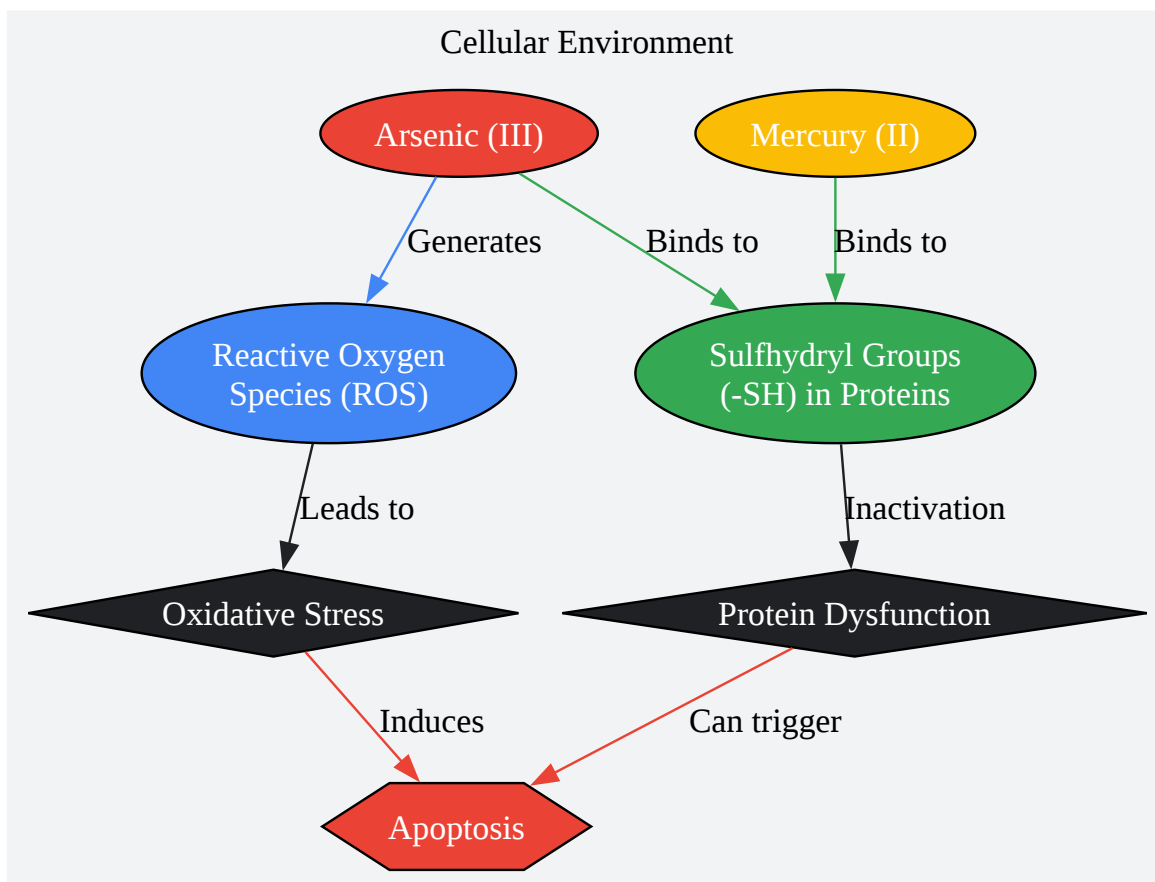 Cellular Environment
Arsenic (III)
Mercury (II)
Generates
Binds to
Binds to
Reactive Oxygen
Species (ROS)
Sulfhydryl Groups
(-SH) in Proteins
Leads to
Inactivation
Oxidative Stress
Protein Dysfunction
Induces
Can trigger
Apoptosis